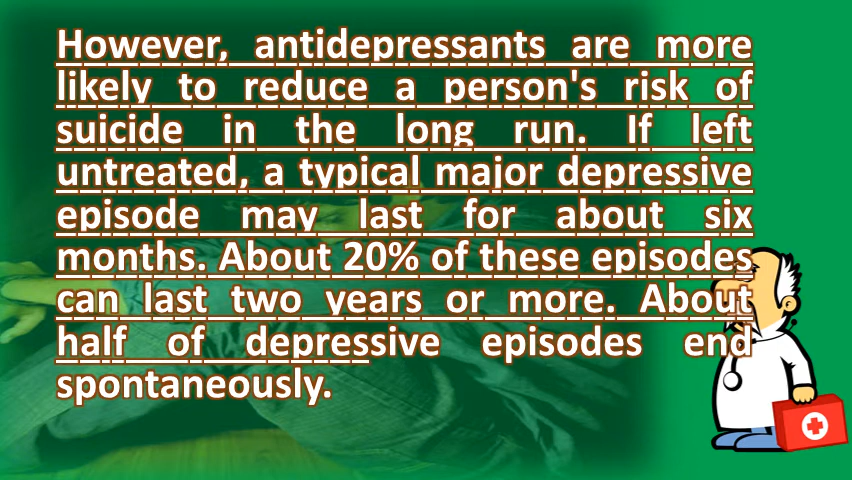 However, antidepressants are more
likely to reduce a person's risk of
suicide in the long run. If left
untreated, a typical major depressive
episode may last for about six
months. About 20% of these episodes
can last two years or more. About
half of depressive episodes end
spontaneously.